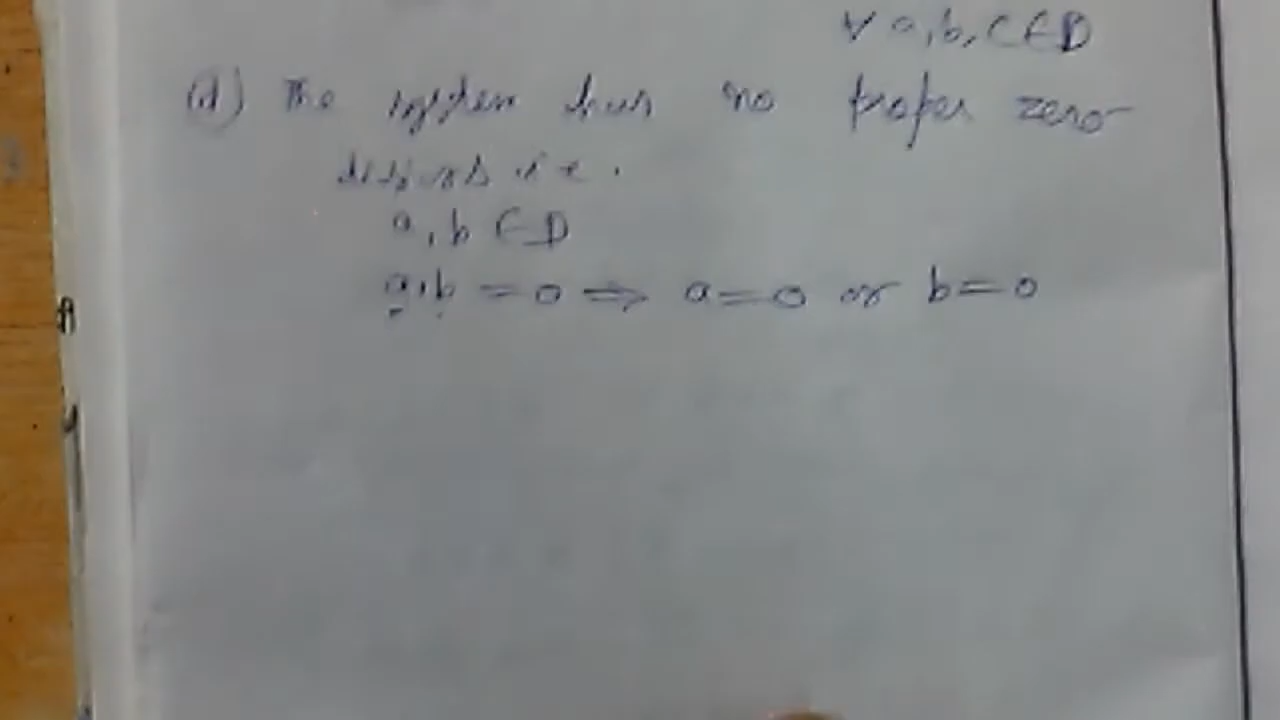 ∀ a, b, c ∈ D
(d) The system has no proper zero
divisors i.e.
a, b ∈ D
a.b = 0 ⇒ a = 0 or b = 0